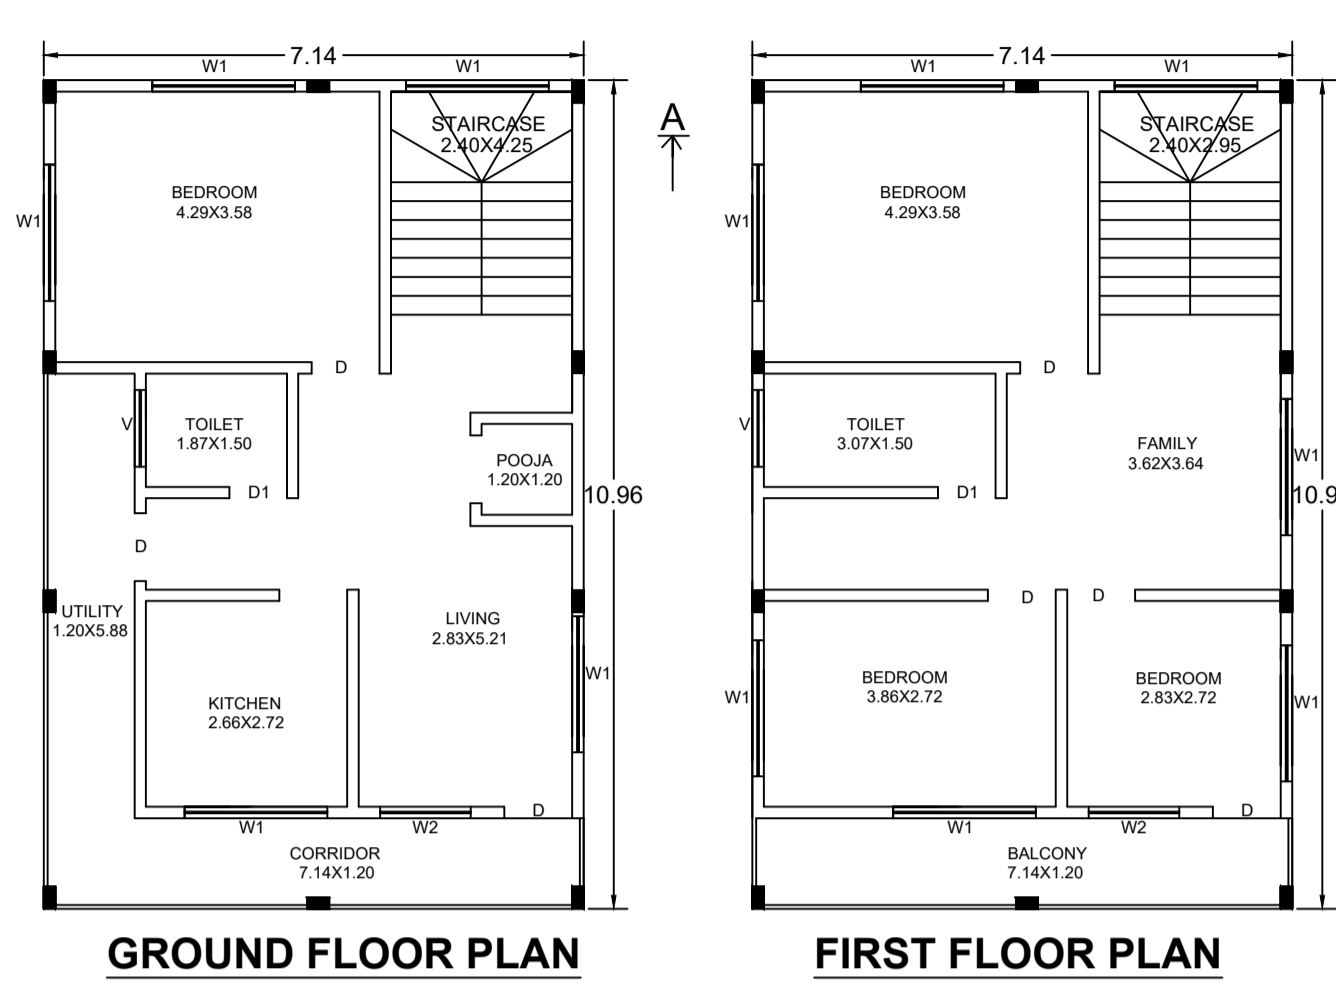 7.14
W1
W1
STAIRCASE
2.40X4.25
BEDROOM
4.29X3.58
W1
D
V
TOILET
1.87X1.50
POOJA
1.20X1.20
D1
10.96
D
UTILITY
1.20X5.88
LIVING
2.83X5.21
W1
KITCHEN
2.66X2.72
D
W1
W2
CORRIDOR
7.14X1.20
GROUND FLOOR PLAN
A
7.14
W1
W1
STAIRCASE
2.40X2.95
BEDROOM
4.29X3.58
W1
D
V
TOILET
3.07X1.50
FAMILY
3.62X3.64
W1
D1
10.9
D
D
BEDROOM
3.86X2.72
BEDROOM
2.83X2.72
W1
W1
D
W1
W2
BALCONY
7.14X1.20
FIRST FLOOR PLAN